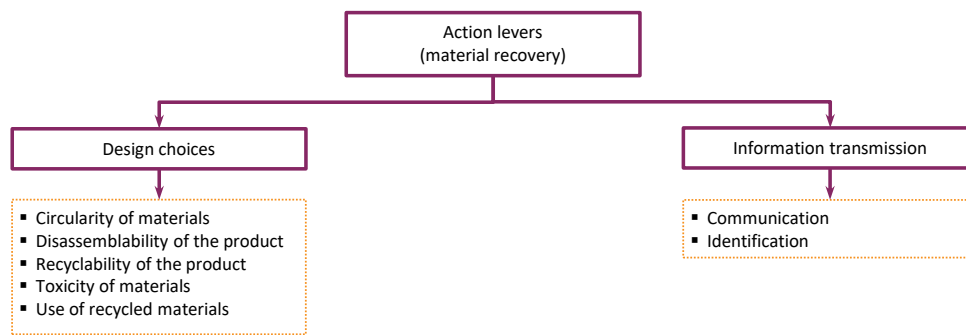 Action levers
(material recovery)
Design choices
Information transmission
▪ Circularity of materials
▪ Disassemblability of the product
▪ Recyclability of the product
▪ Toxicity of materials
▪ Use of recycled materials
▪ Communication
▪ Identification